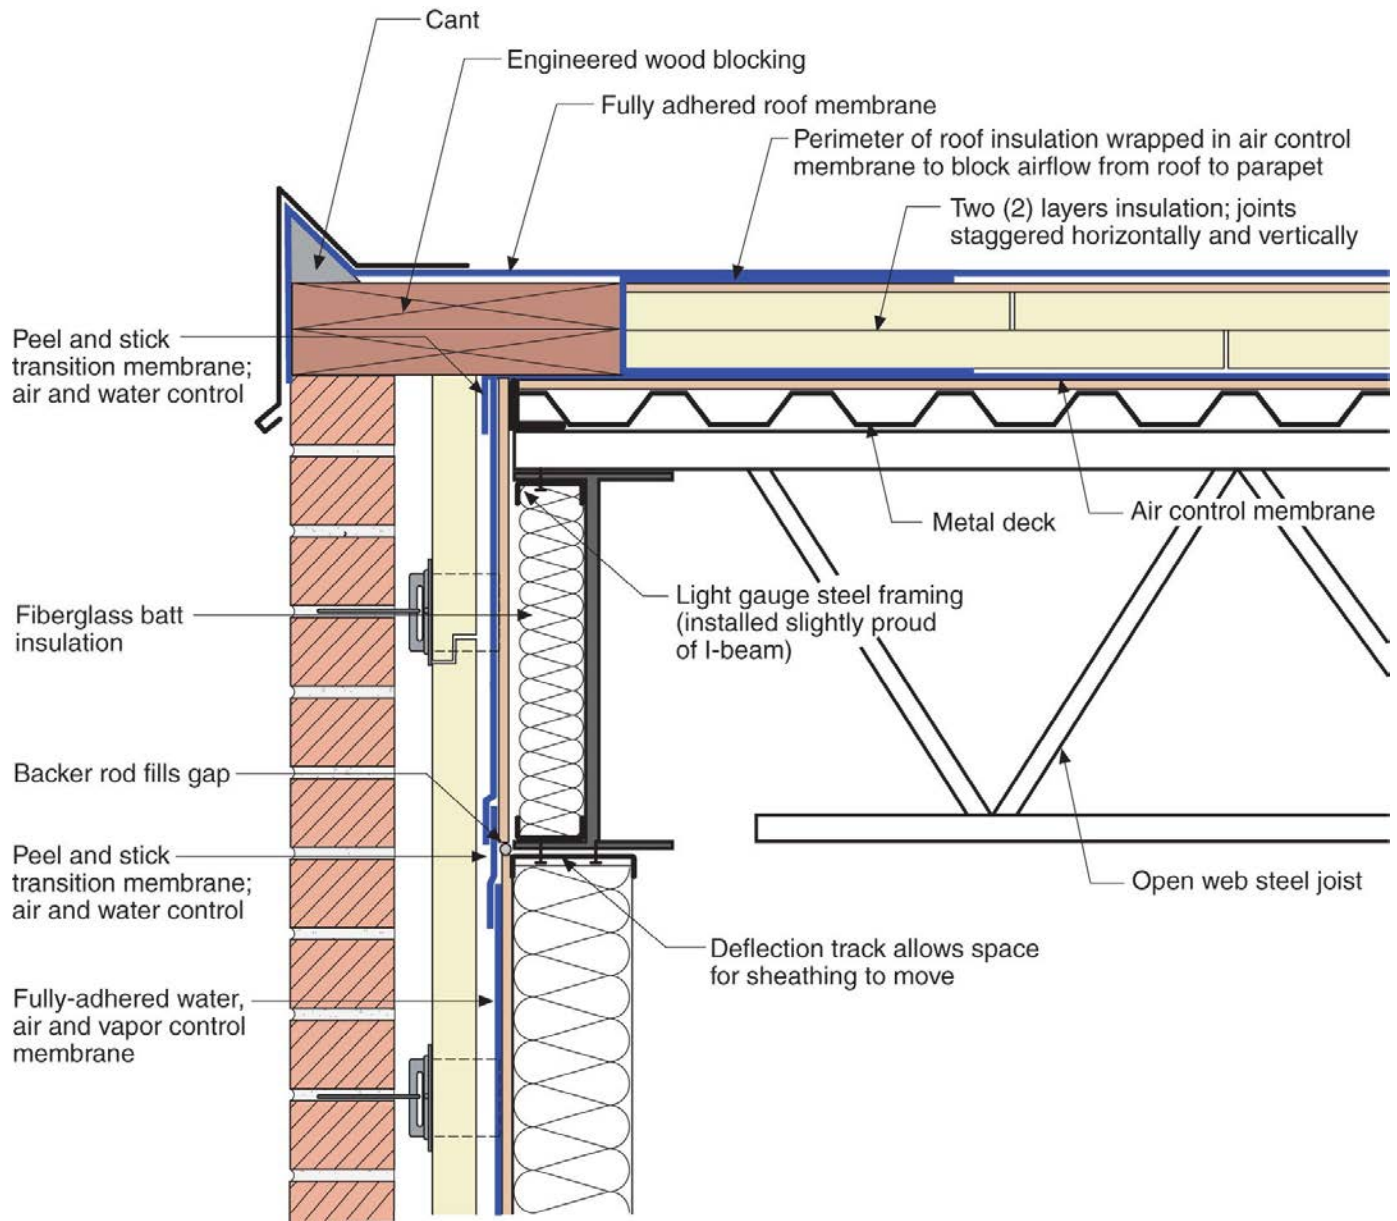 Cant
Engineered wood blocking
Fully adhered roof membrane
Perimeter of roof insulation wrapped in air control
membrane to block airflow from roof to parapet
Two (2) layers insulation; joints
staggered horizontally and vertically
Peel and stick
transition membrane;
air and water control
Metal deck
Air control membrane
Light gauge steel framing
(installed slightly proud
of I-beam)
Fiberglass batt
insulation
Backer rod fills gap
Peel and stick
transition membrane;
air and water control
Open web steel joist
Deflection track allows space
for sheathing to move
Fully-adhered water,
air and vapor control
membrane